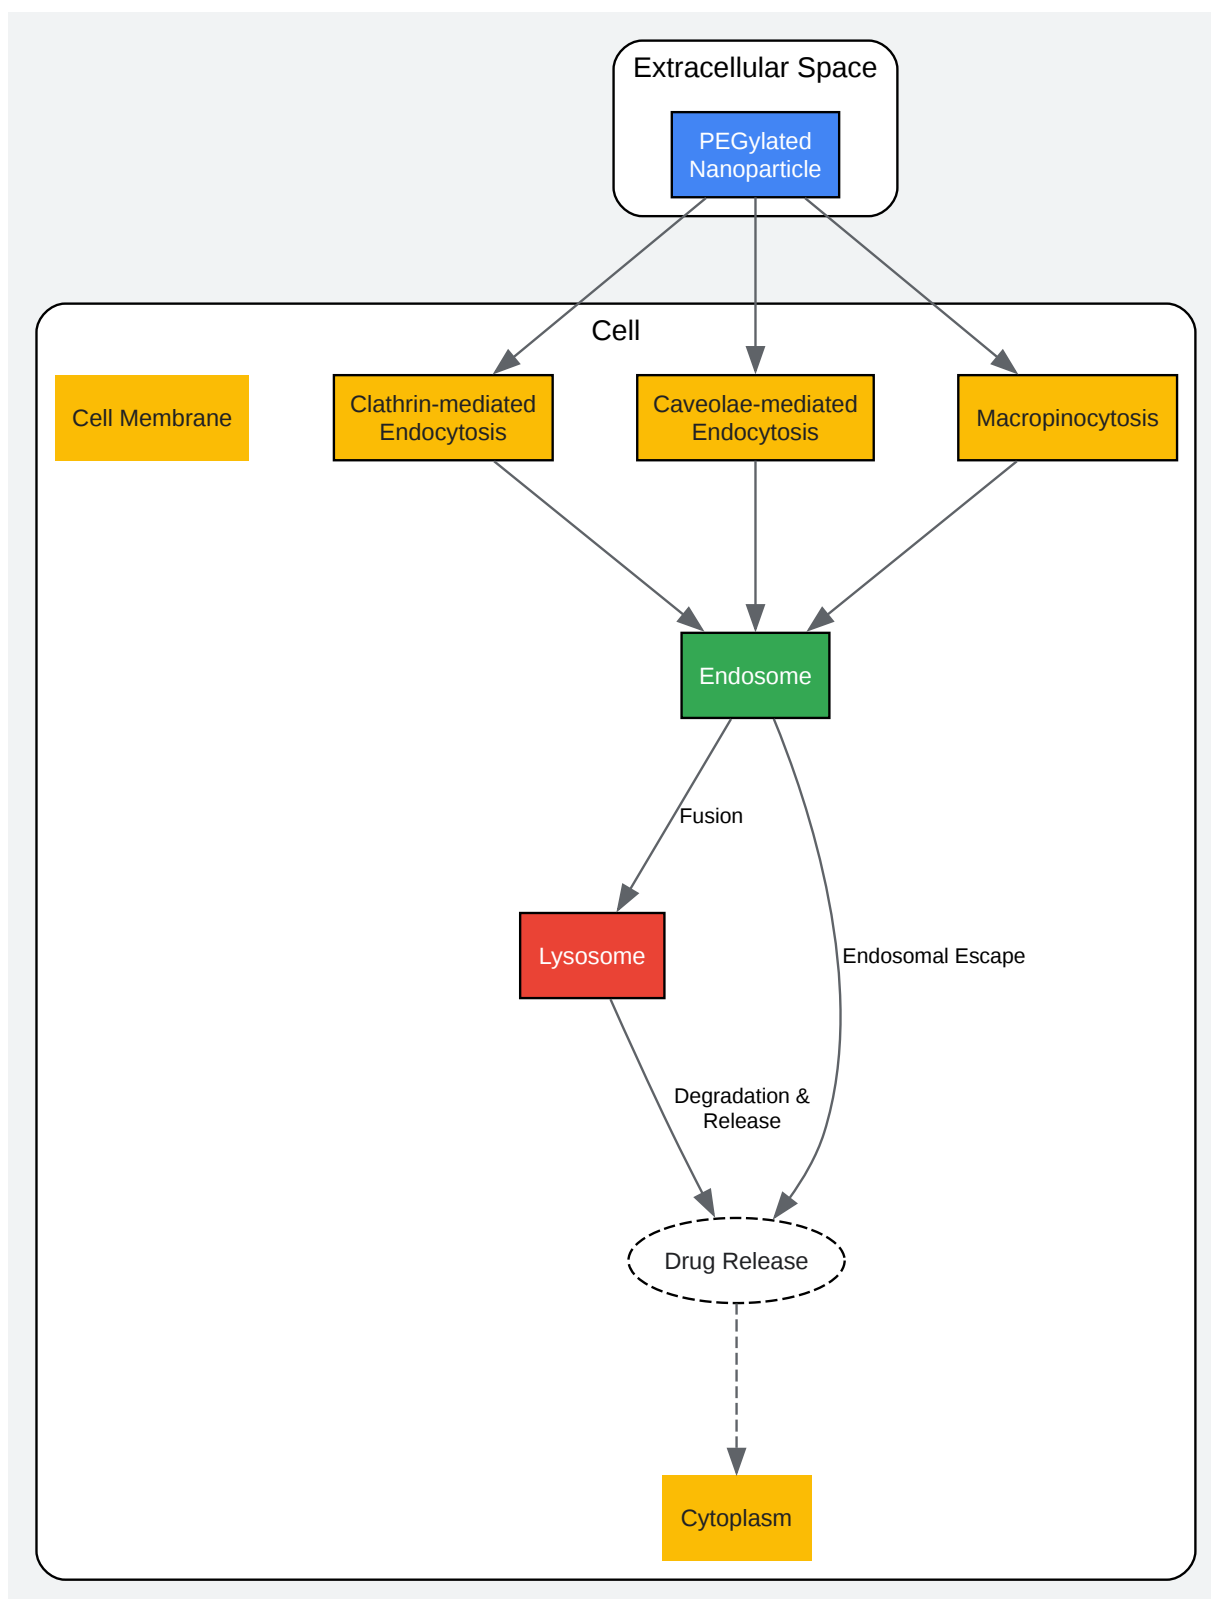 Extracellular Space
PEGylated
Nanoparticle
Cell
Cell Membrane
Clathrin-mediated
Endocytosis
Caveolae-mediated
Endocytosis
Macropinocytosis
Endosome
Fusion
Lysosome
Endosomal Escape
Degradation &
Release
Drug Release
Cytoplasm